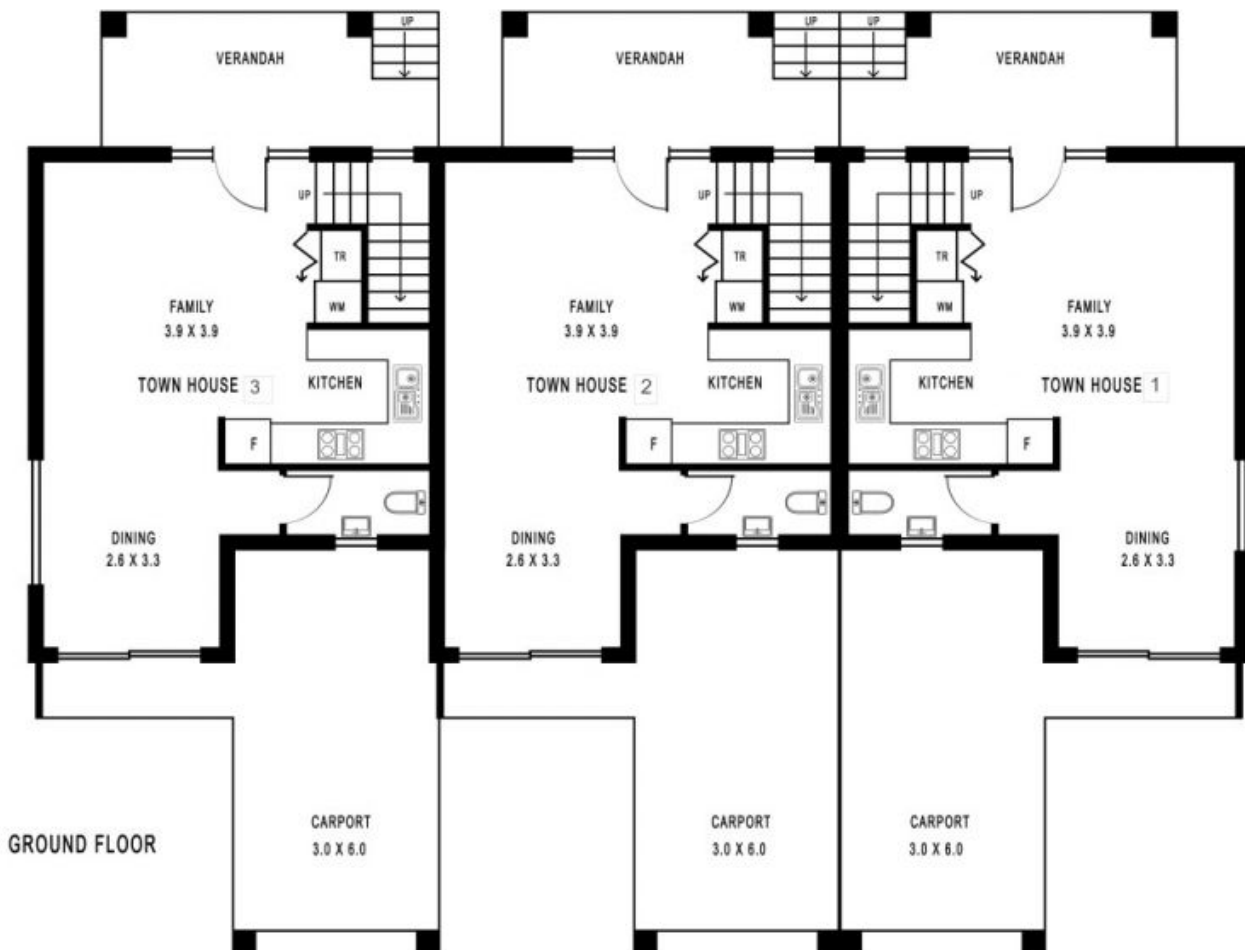 UP
UP
UP
VERANDAH
VERANDAH
VERANDAH
UP
UP
UP
TR
TR
TR
WM
WM
WM
FAMILY
3.9 X 3.9
FAMILY
3.9 X 3.9
FAMILY
3.9 X 3.9
TOWN HOUSE 3
KITCHEN
TOWN HOUSE 2
KITCHEN
KITCHEN
TOWN HOUSE 1
F
F
F
DINING
2.6 X 3.3
DINING
2.6 X 3.3
DINING
2.6 X 3.3
GROUND FLOOR
CARPORT
3.0 X 6.0
CARPORT
3.0 X 6.0
CARPORT
3.0 X 6.0